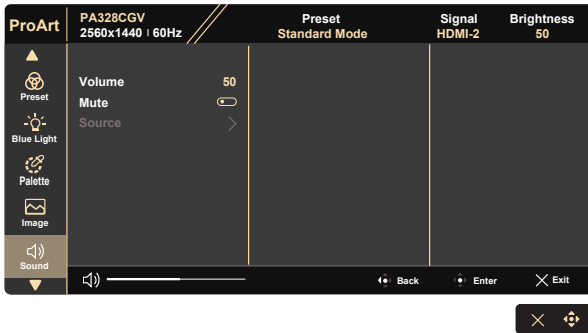 ProArt
PA328CGV
2560x1440 | 60Hz
Preset
Standard Mode
Signal
HDMI-2
Brightness
50
Preset
Blue Light
Palette
Image
Sound
Volume 50
Mute
Source
Back Enter Exit